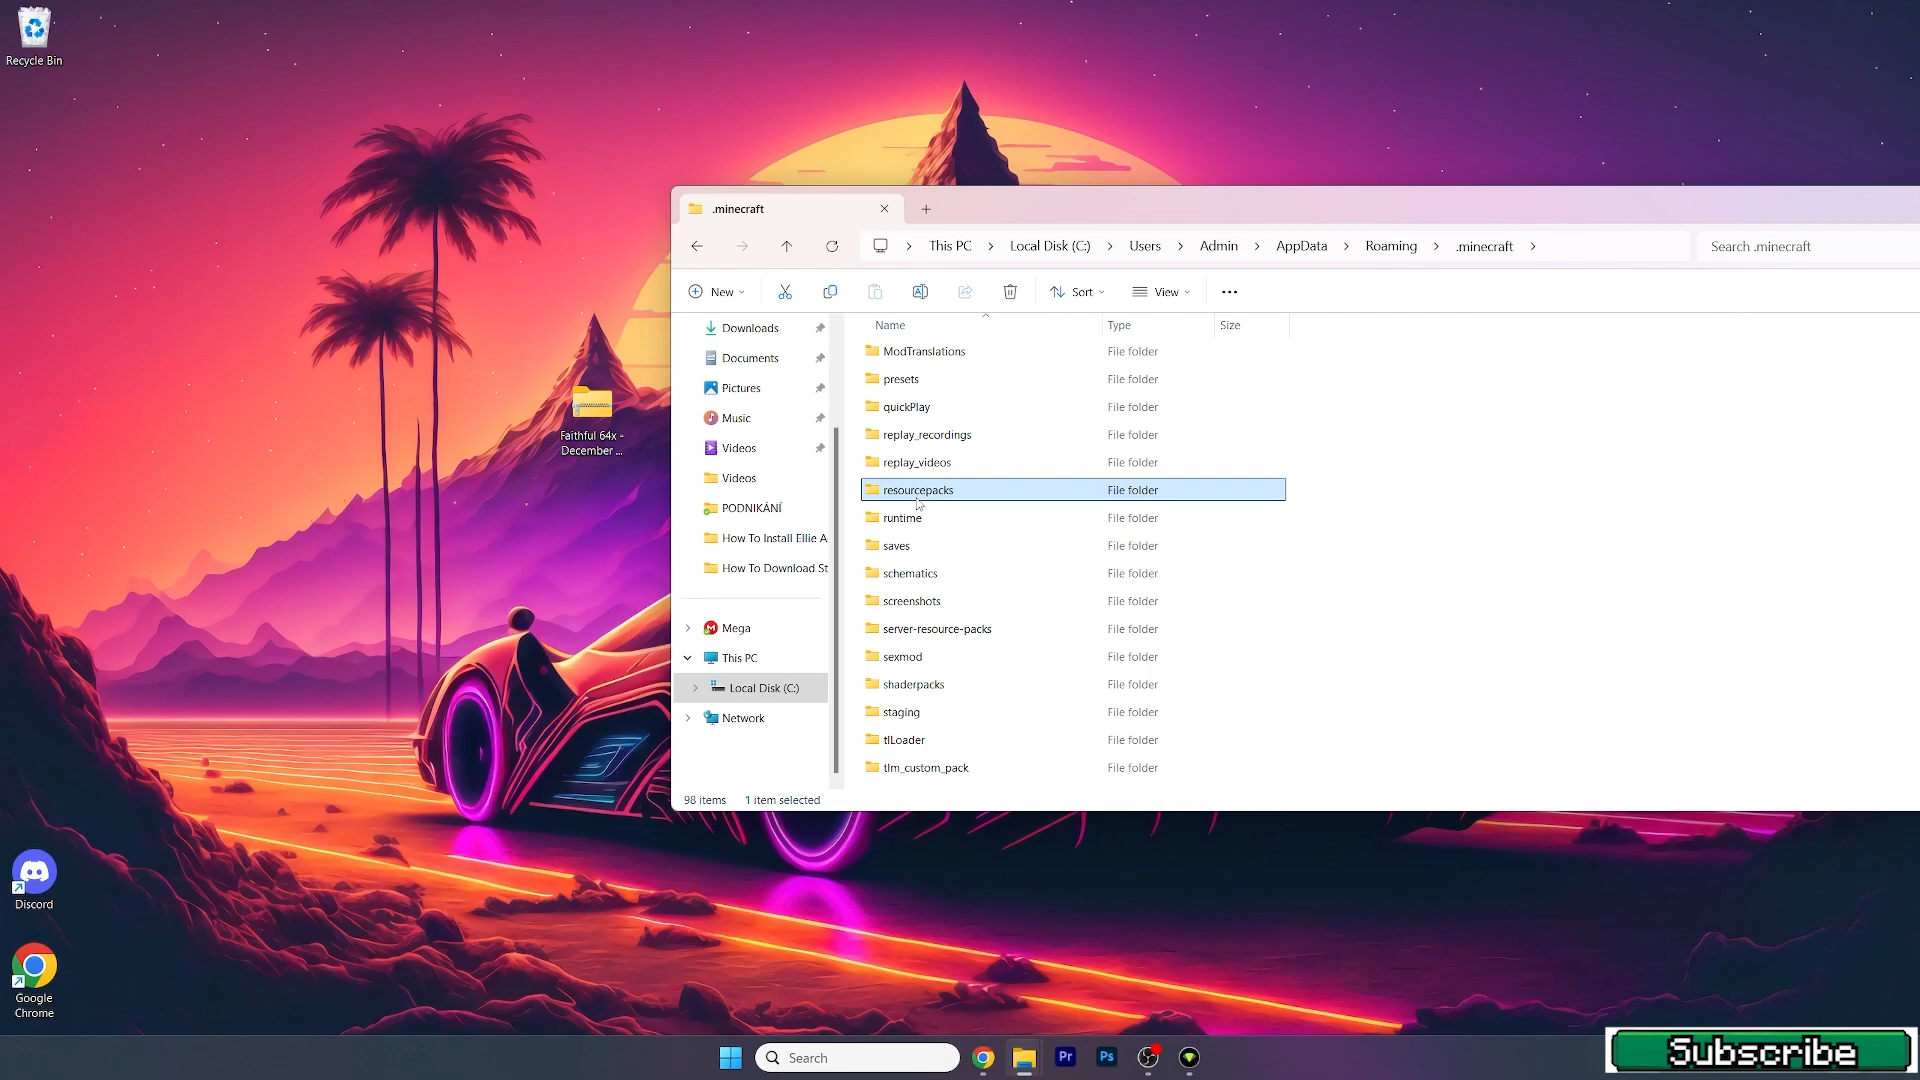 Recycle Bin
.minecraft
This PC
Local Disk (C:)
Users
Admin
AppData
Roaming
.minecraft
Search .minecraft
New
Sort
View
Name
Type
Size
Downloads
Documents
Pictures
Music
Videos
Videos
PODNIKÁNÍ
How To Install Ellie A
How To Download St
Mega
This PC
Local Disk (C:)
Network
ModTranslations File folder
presets File folder
quickPlay File folder
replay_recordings File folder
replay_videos File folder
resourcepacks File folder
runtime File folder
saves File folder
schematics File folder
screenshots File folder
server-resource-packs File folder
sexmod File folder
shaderpacks File folder
staging File folder
tlLoader File folder
tlm_custom_pack File folder
98 items 1 item selected
Faithful 64x -
December ...
Discord
Google
Chrome
Search
Pr
Ps
Subscribe